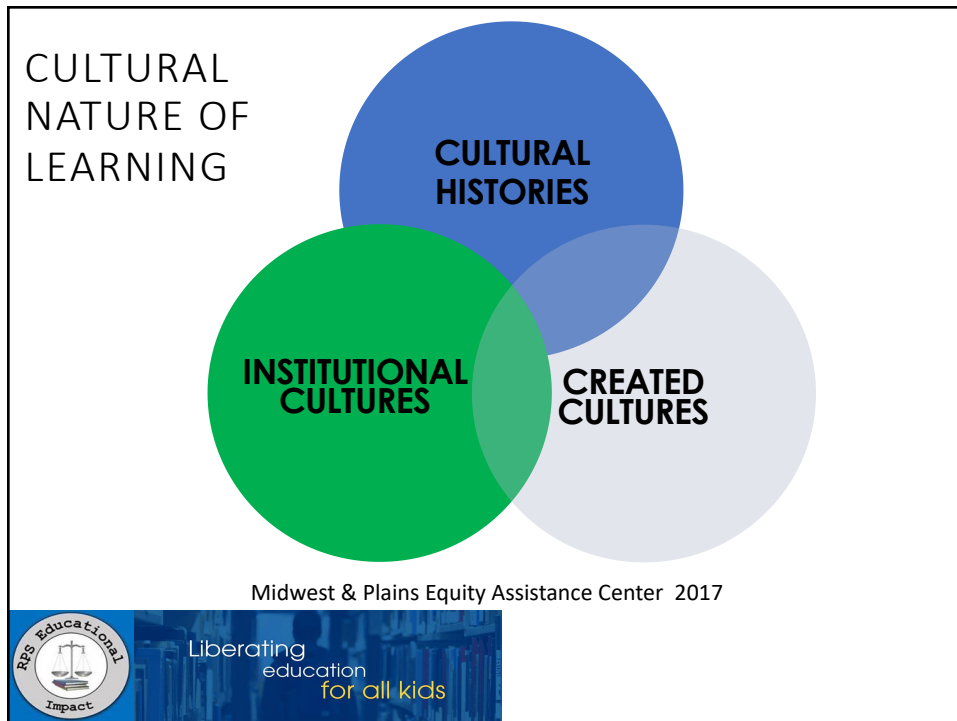 CULTURAL
NATURE OF
LEARNING
CULTURAL
HISTORIES
INSTITUTIONAL
CULTURES
CREATED
CULTURES
Midwest & Plains Equity Assistance Center 2017
RPS Educational
Impact
Liberating
education
for all kids